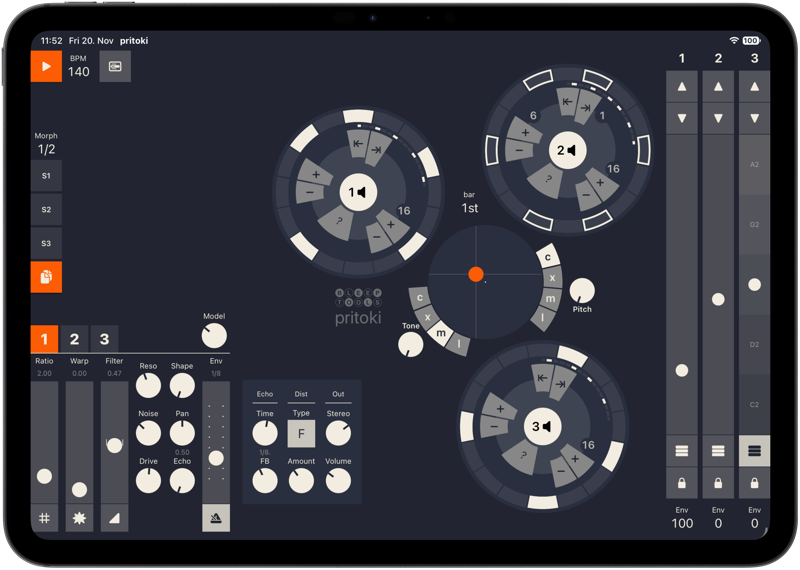 11:52 Fri 20. Nov pritoki
100
BPM
140
1 2 3
Morph
1/2
S1
S2
S3
1
+
−
?
16
+
−
6
1
2
+
−
?
16
+
−
bar
1st
A2
G2
D2
C2
c
x
m
l
c
x
m
l
Pitch
Tone
BLEEP
TOOLS
pritoki
3
+
−
?
16
+
−
Model
1 2 3
Ratio Warp Filter Reso Shape Env
2.00 0.00 0.47 1/8
Noise Pan
0.50
Drive Echo
Echo Dist Out
Time Type Stereo
F
1/8.
FB Amount Volume
Env Env Env
100 0 0